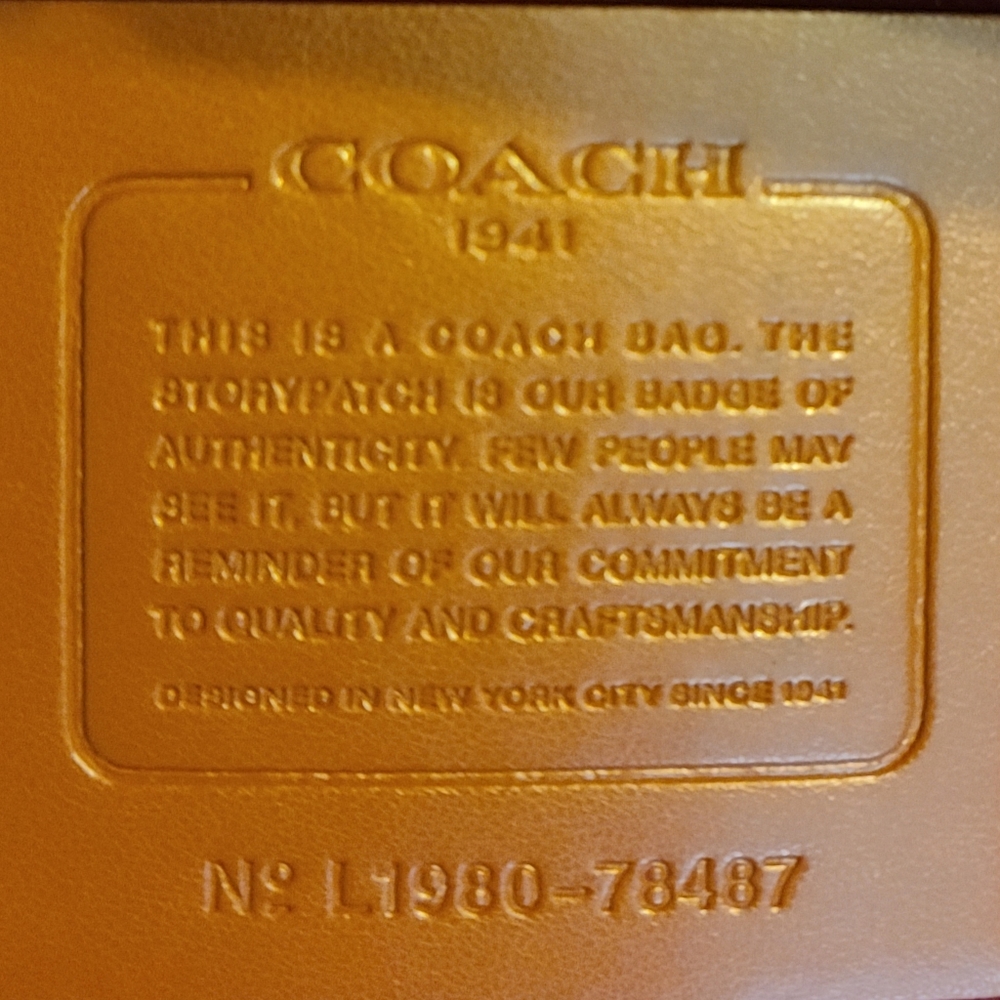 COACH
1941
THIS IS A COACH BAG. THE
STORYPATCH IS OUR BADGE OF
AUTHENTICITY. FEW PEOPLE MAY
SEE IT, BUT IT WILL ALWAYS BE A
REMINDER OF OUR COMMITMENT
TO QUALITY AND CRAFTSMANSHIP.
DESIGNED IN NEW YORK CITY SINCE 1941
Nº L1980-78487